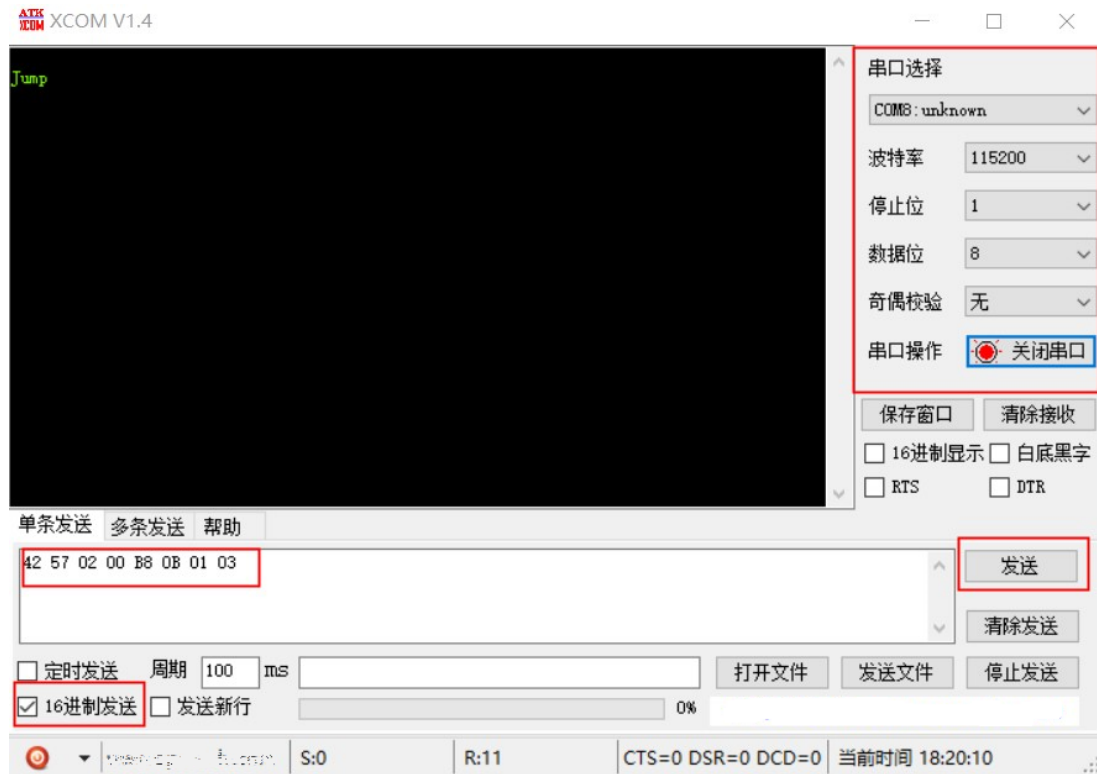 ATK XCOM XCOM V1.4
Jump
串口选择
COM8:unknown
波特率 115200
停止位 1
数据位 8
奇偶校验 无
串口操作 关闭串口
保存窗口 清除接收
16进制显示 白底黑字
RTS DTR
单条发送 多条发送 帮助
42 57 02 00 B8 0B 01 03
发送
清除发送
定时发送 周期 100 ms 打开文件 发送文件 停止发送
16进制发送 发送新行 0%
S:0 R:11 CTS=0 DSR=0 DCD=0 当前时间 18:20:10